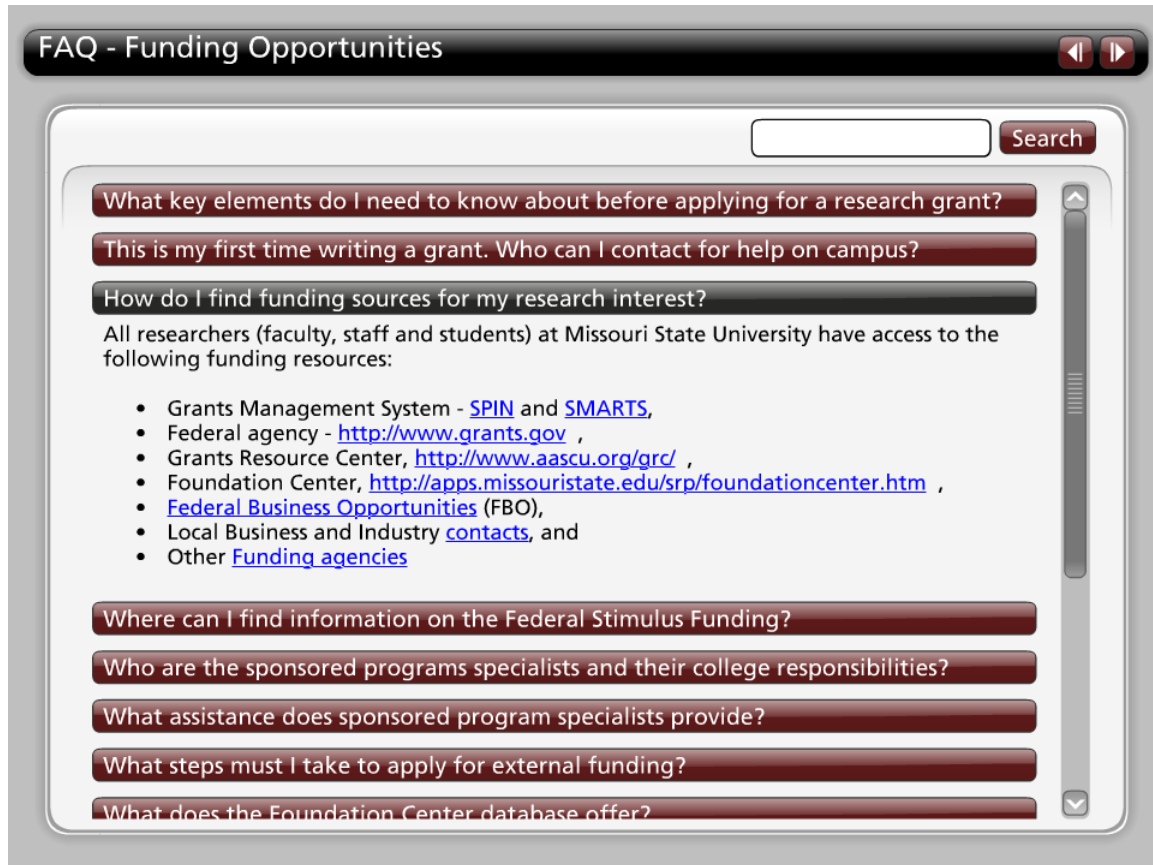 FAQ - Funding Opportunities
Search
What key elements do I need to know about before applying for a research grant?
This is my first time writing a grant. Who can I contact for help on campus?
How do I find funding sources for my research interest?
All researchers (faculty, staff and students) at Missouri State University have access to the
following funding resources:
• Grants Management System - SPIN and SMARTS,
• Federal agency - http://www.grants.gov ,
• Grants Resource Center, http://www.aascu.org/grc/ ,
• Foundation Center, http://apps.missouristate.edu/srp/foundationcenter.htm ,
• Federal Business Opportunities (FBO),
• Local Business and Industry contacts, and
• Other Funding agencies
Where can I find information on the Federal Stimulus Funding?
Who are the sponsored programs specialists and their college responsibilities?
What assistance does sponsored program specialists provide?
What steps must I take to apply for external funding?
What does the Foundation Center database offer?